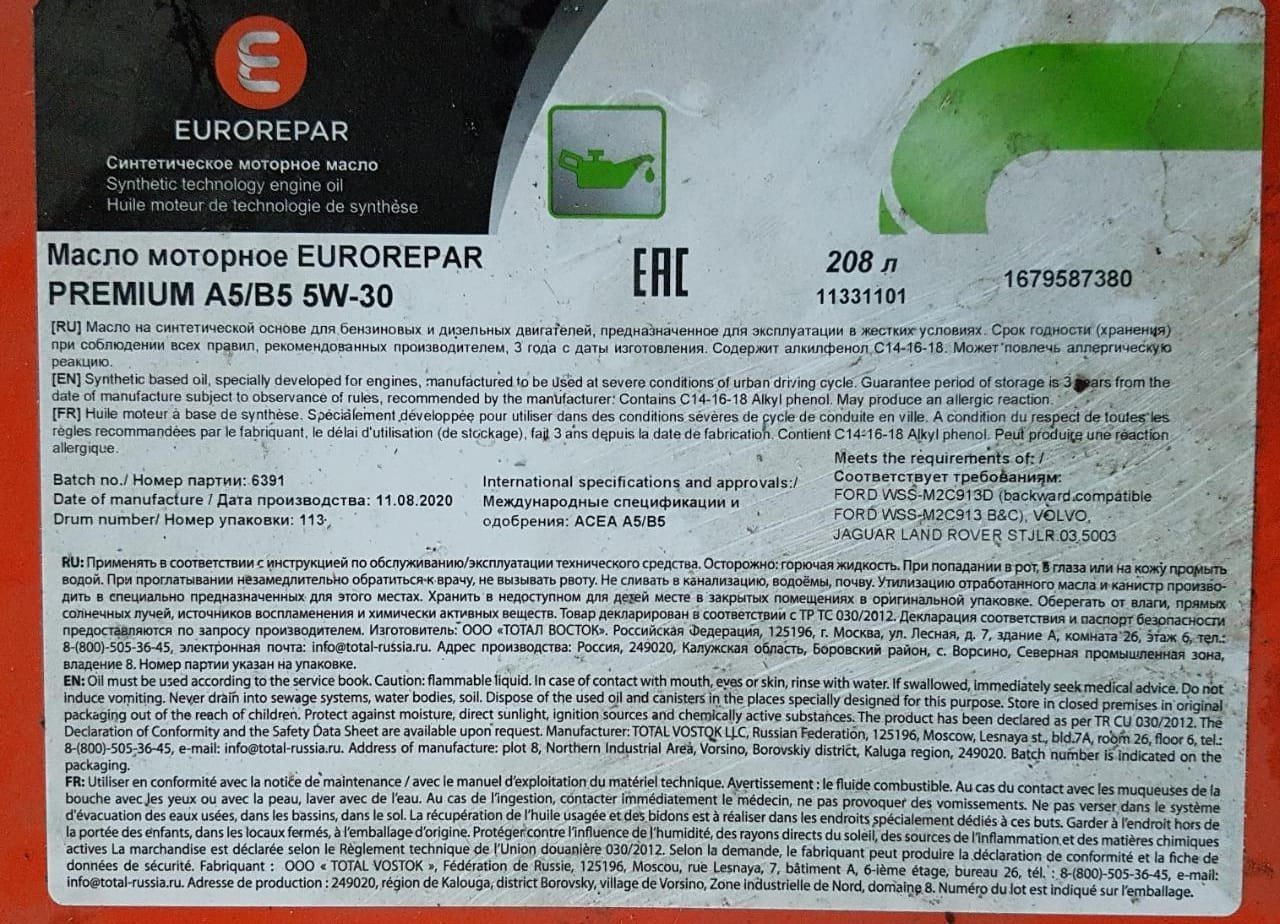 EUROREPAR
Синтетическое моторное масло
Synthetic technology engine oil
Huile moteur de technologie de synthèse
Масло моторное EUROREPAR
PREMIUM A5/B5 5W-30
EAC
208 л
11331101
1679587380
[RU] Масло на синтетической основе для бензиновых и дизельных двигателей, предназначенное для эксплуатации в жестких условиях. Срок годности (хранения)
при соблюдении всех правил, рекомендованных производителем, 3 года с даты изготовления. Содержит алкилфенол C14-16-18. Может повлечь аллергическую
реакцию.
[EN] Synthetic based oil, specially developed for engines, manufactured to be used at severe conditions of urban driving cycle. Guarantee period of storage is 3 years from the
date of manufacture subject to observance of rules, recommended by the manufacturer: Contains C14-16-18 Alkyl phenol. May produce an allergic reaction.
[FR] Huile moteur à base de synthèse. Spécialement développée pour utiliser dans des conditions sévères de cycle de conduite en ville. A condition du respect de toutes les
règles recommandées par le fabriquant, le délai d'utilisation (de stockage), fait 3 ans depuis la date de fabrication. Contient C14-16-18 Alkyl phenol. Peut produire une réaction
allergique.
Batch no./ Номер партии: 6391
Date of manufacture / Дата производства: 11.08.2020
Drum number/ Номер упаковки: 113
International specifications and approvals:/
Международные спецификации и
одобрения: ACEA A5/B5
Meets the requirements of: /
Соответствует требованиям:
FORD WSS-M2C913D (backward compatible
FORD WSS-M2C913 B&C), VOLVO,
JAGUAR LAND ROVER STJLR 03.5003
RU: Применять в соответствии с инструкцией по обслуживанию/эксплуатации технического средства. Осторожно: горючая жидкость. При попадании в рот, в глаза или на кожу промыть
водой. При проглатывании незамедлительно обратиться к врачу, не вызывать рвоту. Не сливать в канализацию, водоёмы, почву. Утилизацию отработанного масла и канистр произво-
дить в специально предназначенных для этого местах. Хранить в недоступном для детей месте в закрытых помещениях в оригинальной упаковке. Оберегать от влаги, прямых
солнечных лучей, источников воспламенения и химически активных веществ. Товар декларирован в соответствии с ТР ТС 030/2012. Декларация соответствия и паспорт безопасности
предоставляются по запросу производителем. Изготовитель: ООО «ТОТАЛ ВОСТОК». Российская Федерация, 125196, г. Москва, ул. Лесная, д. 7, здание А, комната 26, этаж 6, тел.:
8-(800)-505-36-45, электронная почта: info@total-russia.ru. Адрес производства: Россия, 249020, Калужская область, Боровский район, с. Ворсино, Северная промышленная зона,
владение 8. Номер партии указан на упаковке.
EN: Oil must be used according to the service book. Caution: flammable liquid. In case of contact with mouth, eyes or skin, rinse with water. If swallowed, immediately seek medical advice. Do not
induce vomiting. Never drain into sewage systems, water bodies, soil. Dispose of the used oil and canisters in the places specially designed for this purpose. Store in closed premises in original
packaging out of the reach of children. Protect against moisture, direct sunlight, ignition sources and chemically active substances. The product has been declared as per TR CU 030/2012. The
Declaration of Conformity and the Safety Data Sheet are available upon request. Manufacturer: TOTAL VOSTOK LLC, Russian Federation, 125196, Moscow, Lesnaya st., bld.7A, room 26, floor 6, tel.:
8-(800)-505-36-45, e-mail: info@total-russia.ru. Address of manufacture: plot 8, Northern Industrial Area, Vorsino, Borovskiy district, Kaluga region, 249020. Batch number is indicated on the
packaging.
FR: Utiliser en conformité avec la notice de maintenance / avec le manuel d'exploitation du matériel technique. Avertissement : le fluide combustible. Au cas du contact avec les muqueuses de la
bouche avec les yeux ou avec la peau, laver avec de l'eau. Au cas de l'ingestion, contacter immédiatement le médecin, ne pas provoquer des vomissements. Ne pas verser dans le système
d'évacuation des eaux usées, dans les bassins, dans le sol. La récupération de l'huile usagée et des bidons est à réaliser dans les endroits spécialement dédiés à ces buts. Garder à l'endroit hors de
la portée des enfants, dans les locaux fermés, à l'emballage d'origine. Protéger contre l'influence de l'humidité, des rayons directs du soleil, des sources de l'inflammation et des matières chimiques
actives La marchandise est déclarée selon le Règlement technique de l'Union douanière 030/2012. Selon la demande, le fabriquant peut produire la déclaration de conformité et la fiche de
données de sécurité. Fabriquant : ООО « TOTAL VOSTOK », Fédération de Russie, 125196, Moscou, rue Lesnaya, 7, bâtiment A, 6-ième étage, bureau 26, tél. : 8-(800)-505-36-45, e-mail:
info@total-russia.ru. Adresse de production : 249020, région de Kalouga, district Borovsky, village de Vorsino, Zone industrielle de Nord, domaine 8. Numéro du lot est indiqué sur l'emballage.